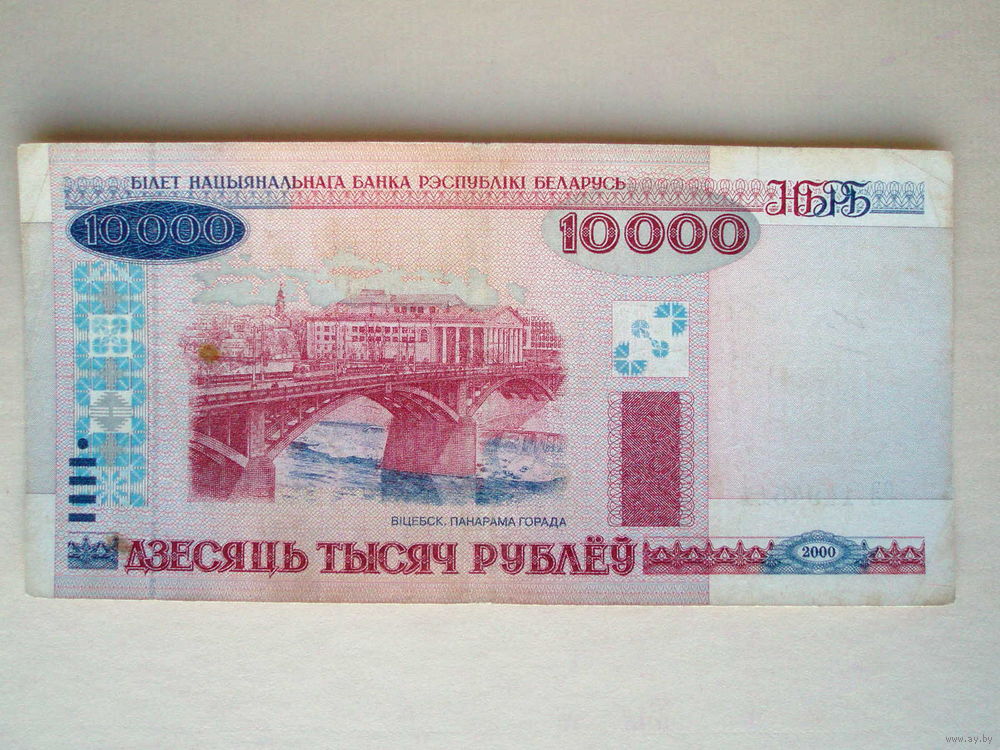 БІЛЕТ НАЦЫЯНАЛЬНАГА БАНКА РЭСПУБЛІКІ БЕЛАРУСЬ
НБРБ
10000
10000
ВІЦЕБСК. ПАНАРАМА ГОРАДА
ДЗЕСЯЦЬ ТЫСЯЧ РУБЛЁЎ
2000
www.ay.by